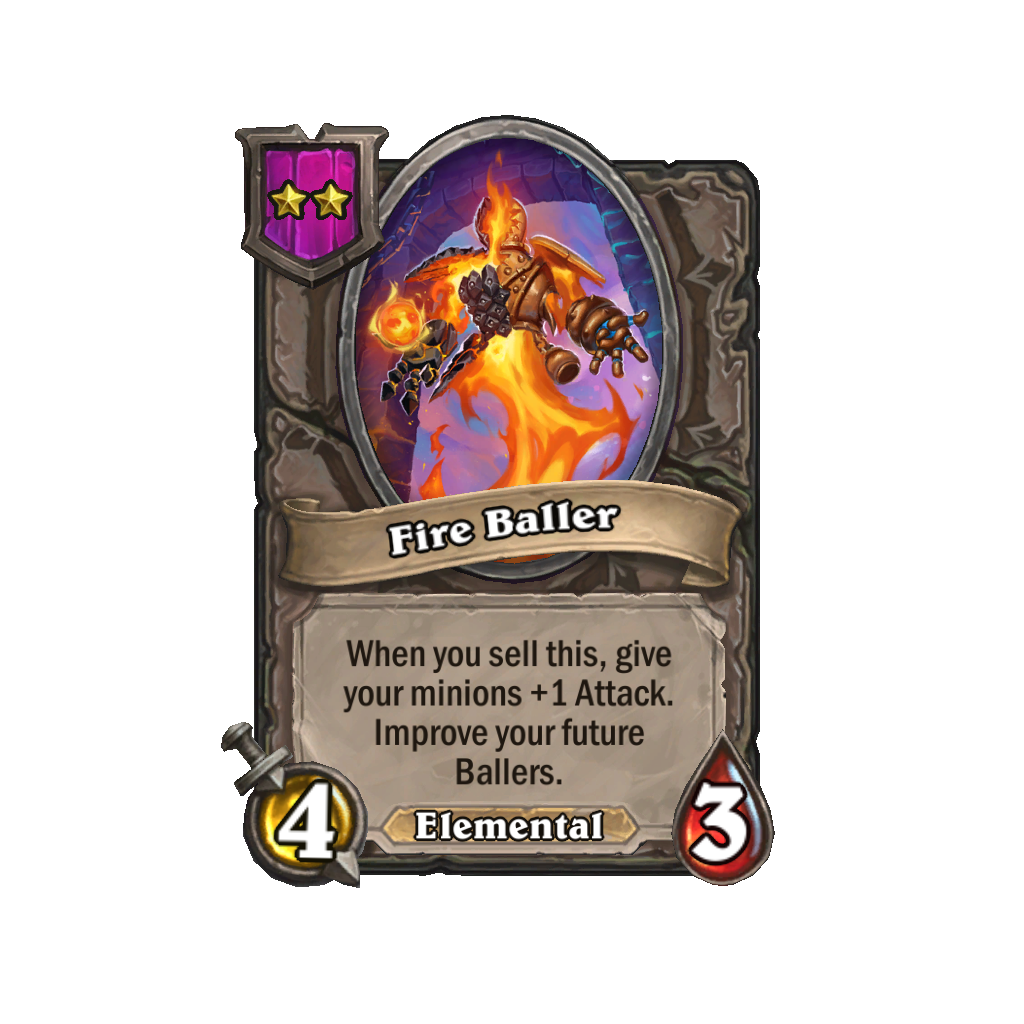 Fire Baller
When you sell this, give
your minions +1 Attack.
Improve your future
Ballers.
4
Elemental
3